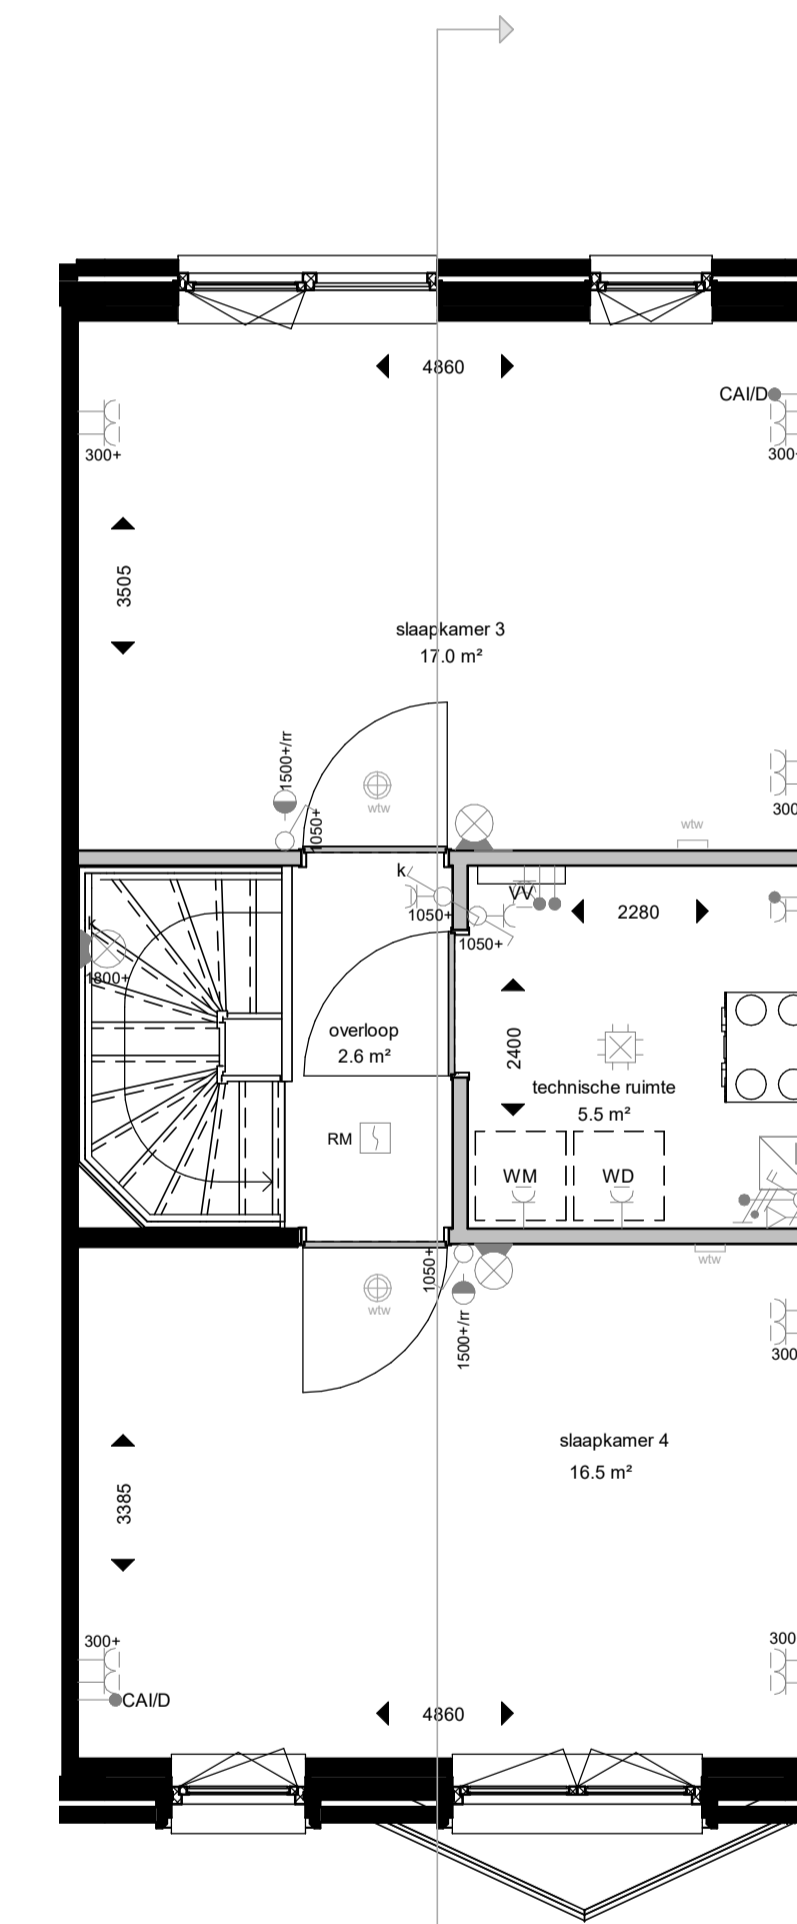 4860
CAI/D
300+
300
3505
slaapkamer 3
17.0 m²
1500+/rr
1050+
wtw
wtw
300
k
VV
1050+
1050+
2280
k
1800+
overloop
2.6 m²
2400
technische ruimte
5.5 m²
RM
WM
WD
wtw
1050+
wtw
1500+/rr
300
slaapkamer 4
16.5 m²
3385
300+
300
CAI/D
4860